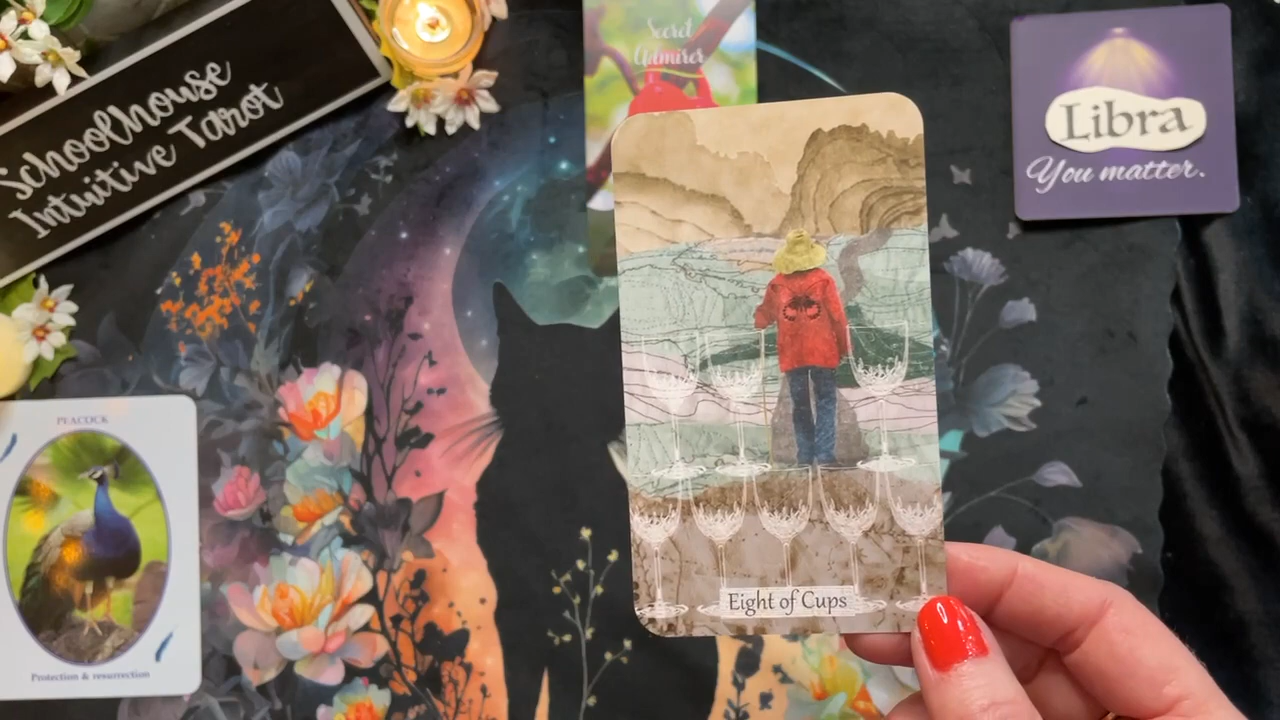 Schoolhouse
Intuitive Tarot
Secret
Admirer
Libra
You matter.
PEACOCK
Protection & resurrection
Eight of Cups